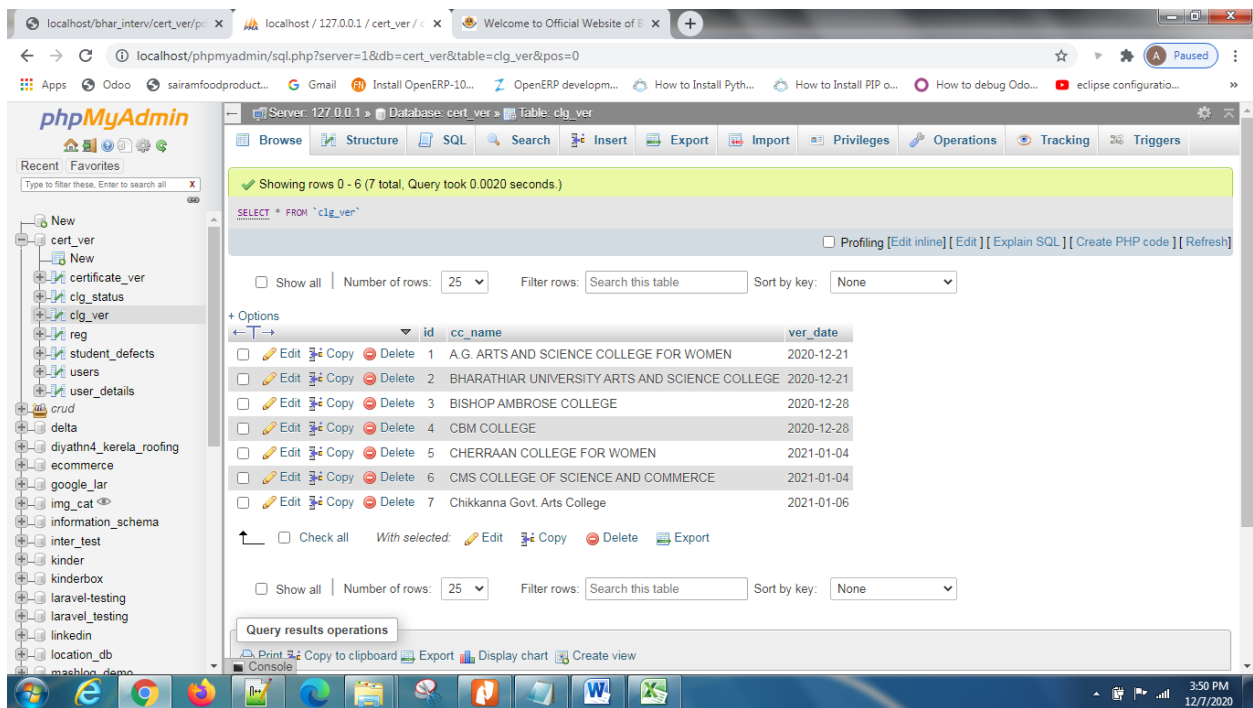 localhost/bhar_interv/cert_ver/po
localhost / 127.0.0.1 / cert_ver / c
Welcome to Official Website of B
localhost/phpmyadmin/sql.php?server=1&db=cert_ver&table=clg_ver&pos=0
A Paused
Apps Odoo sairamfoodproduct... Gmail Install OpenERP-10... OpenERP developm... How to Install Pyth... How to Install PIP o... How to debug Odo... eclipse configuratio... »
phpMyAdmin
Recent Favorites
Type to filter these, Enter to search all X
New
cert_ver
New
certificate_ver
clg_status
clg_ver
reg
student_defects
users
user_details
crud
delta
diyathn4_kerela_roofing
ecommerce
google_lar
img_cat
information_schema
inter_test
kinder
kinderbox
laravel-testing
laravel_testing
linkedin
location_db
mashlog_demo
Server: 127.0.0.1 » Database: cert_ver » Table: clg_ver
Browse Structure SQL Search Insert Export Import Privileges Operations Tracking Triggers
Showing rows 0 - 6 (7 total, Query took 0.0020 seconds.)
SELECT * FROM `clg_ver`
Profiling [Edit inline] [ Edit ] [ Explain SQL ] [ Create PHP code ] [ Refresh]
Show all | Number of rows: 25 Filter rows: Search this table Sort by key: None
+ Options
←T→ id cc_name ver_date
Edit Copy Delete 1 A.G. ARTS AND SCIENCE COLLEGE FOR WOMEN 2020-12-21
Edit Copy Delete 2 BHARATHIAR UNIVERSITY ARTS AND SCIENCE COLLEGE 2020-12-21
Edit Copy Delete 3 BISHOP AMBROSE COLLEGE 2020-12-28
Edit Copy Delete 4 CBM COLLEGE 2020-12-28
Edit Copy Delete 5 CHERRAAN COLLEGE FOR WOMEN 2021-01-04
Edit Copy Delete 6 CMS COLLEGE OF SCIENCE AND COMMERCE 2021-01-04
Edit Copy Delete 7 Chikkanna Govt. Arts College 2021-01-06
Check all With selected: Edit Copy Delete Export
Show all | Number of rows: 25 Filter rows: Search this table Sort by key: None
Query results operations
Print Copy to clipboard Export Display chart Create view
Console
3:50 PM
12/7/2020